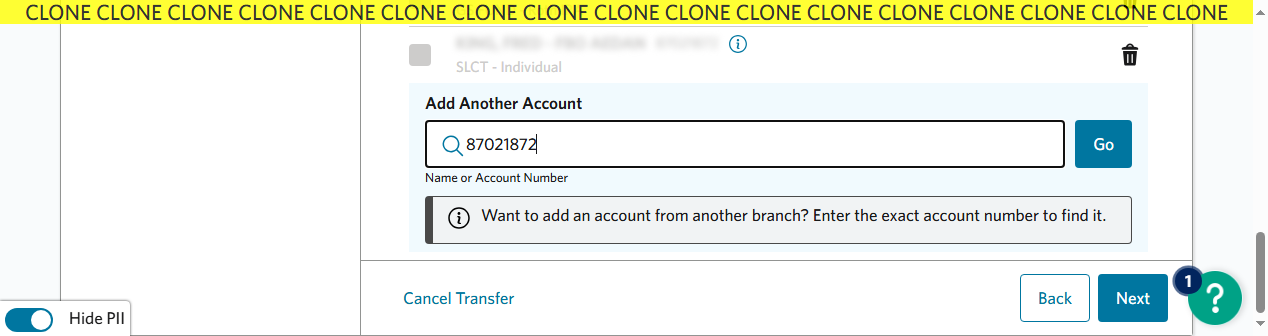 CLONE CLONE CLONE CLONE CLONE CLONE CLONE CLONE CLONE CLONE CLONE CLONE CLONE CLONE CLONE CLONE CLONE
SLCT - Individual
Add Another Account
87021872
Go
Name or Account Number
Want to add an account from another branch? Enter the exact account number to find it.
Cancel Transfer
Back
Next
1
?
Hide PII